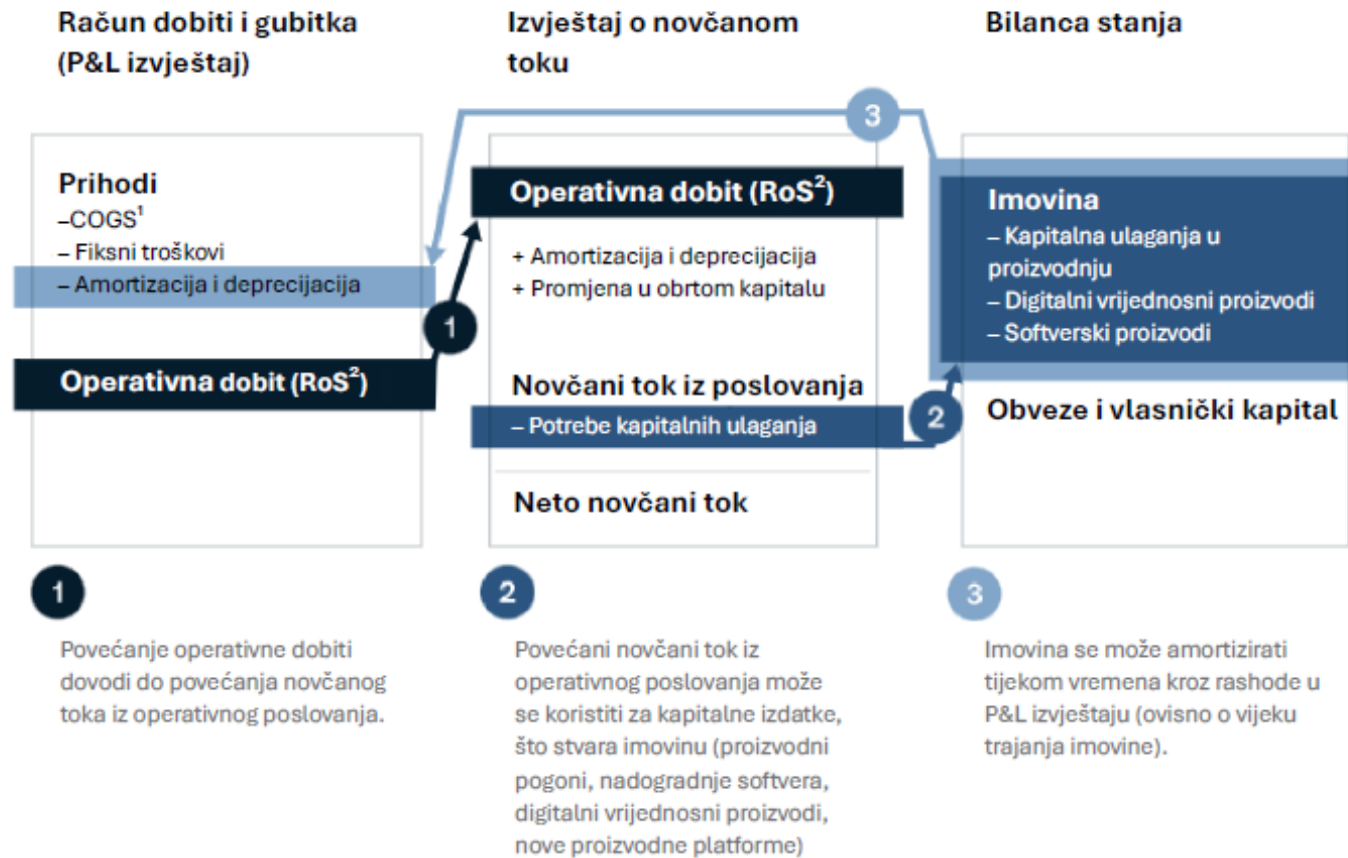 Račun dobiti i gubitka
(P&L izvještaj)
Izvještaj o novčanom
toku
Bilanca stanja
3
Prihodi
–COGS¹
– Fiksni troškovi
– Amortizacija i deprecijacija
1
Operativna dobit (RoS²)
Operativna dobit (RoS²)
+ Amortizacija i deprecijacija
+ Promjena u obrtom kapitalu
Novčani tok iz poslovanja
– Potrebe kapitalnih ulaganja
2
Neto novčani tok
Imovina
– Kapitalna ulaganja u
proizvodnju
– Digitalni vrijednosni proizvodi
– Softverski proizvodi
Obveze i vlasnički kapital
1
Povećanje operativne dobiti
dovodi do povećanja novčanog
toka iz operativnog poslovanja.
2
Povećani novčani tok iz
operativnog poslovanja može
se koristiti za kapitalne izdatke,
što stvara imovinu (proizvodni
pogoni, nadogradnje softvera,
digitalni vrijednosni proizvodi,
nove proizvodne platforme)
3
Imovina se može amortizirati
tijekom vremena kroz rashode u
P&L izvještaju (ovisno o vijeku
trajanja imovine).